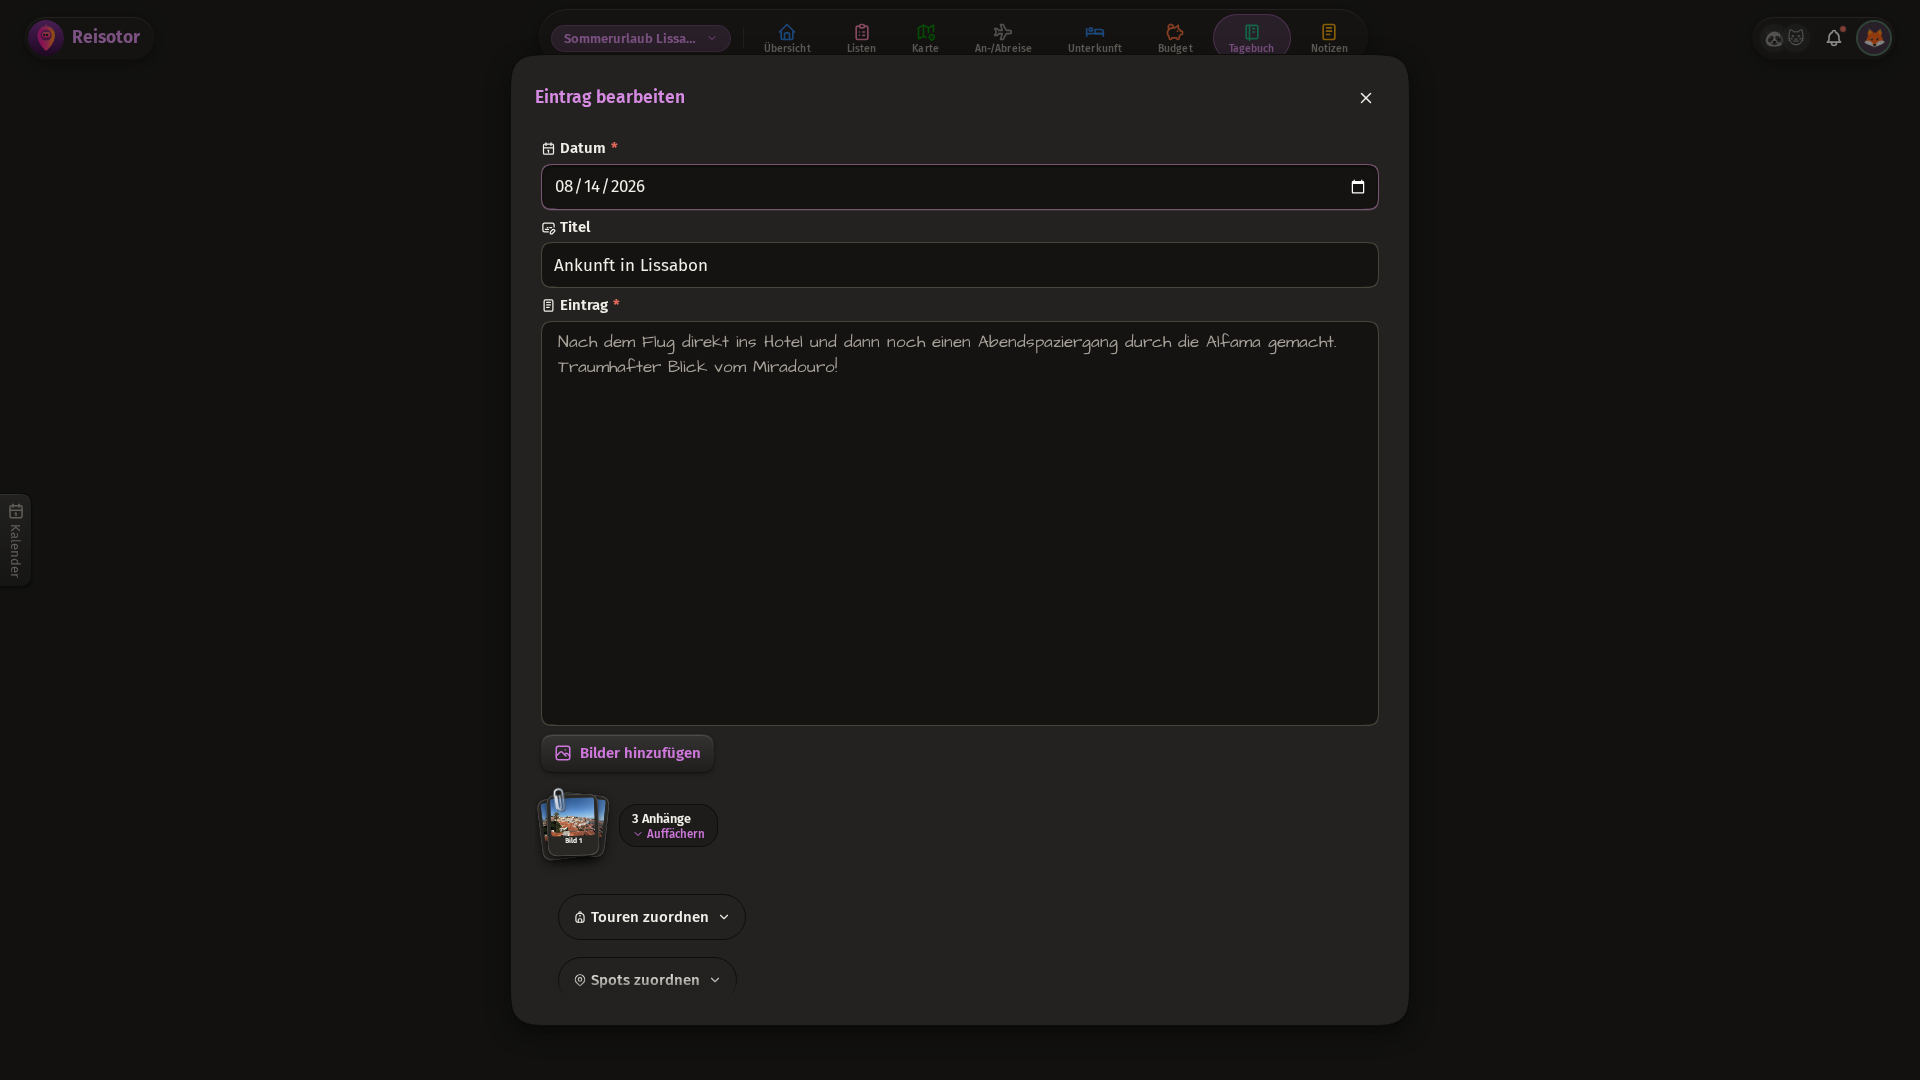 Reisotor
Sommerurlaub Lissa...
Übersicht
Listen
Karte
An-/Abreise
Unterkunft
Budget
Tagebuch
Notizen
Kalender
Eintrag bearbeiten
Datum *
08/14/2026
Titel
Ankunft in Lissabon
Eintrag *
Nach dem Flug direkt ins Hotel und dann noch einen Abendspaziergang durch die Alfama gemacht.
Traumhafter Blick vom Miradouro!
Bilder hinzufügen
Bild 1
3 Anhänge
Auffächern
Touren zuordnen
Spots zuordnen